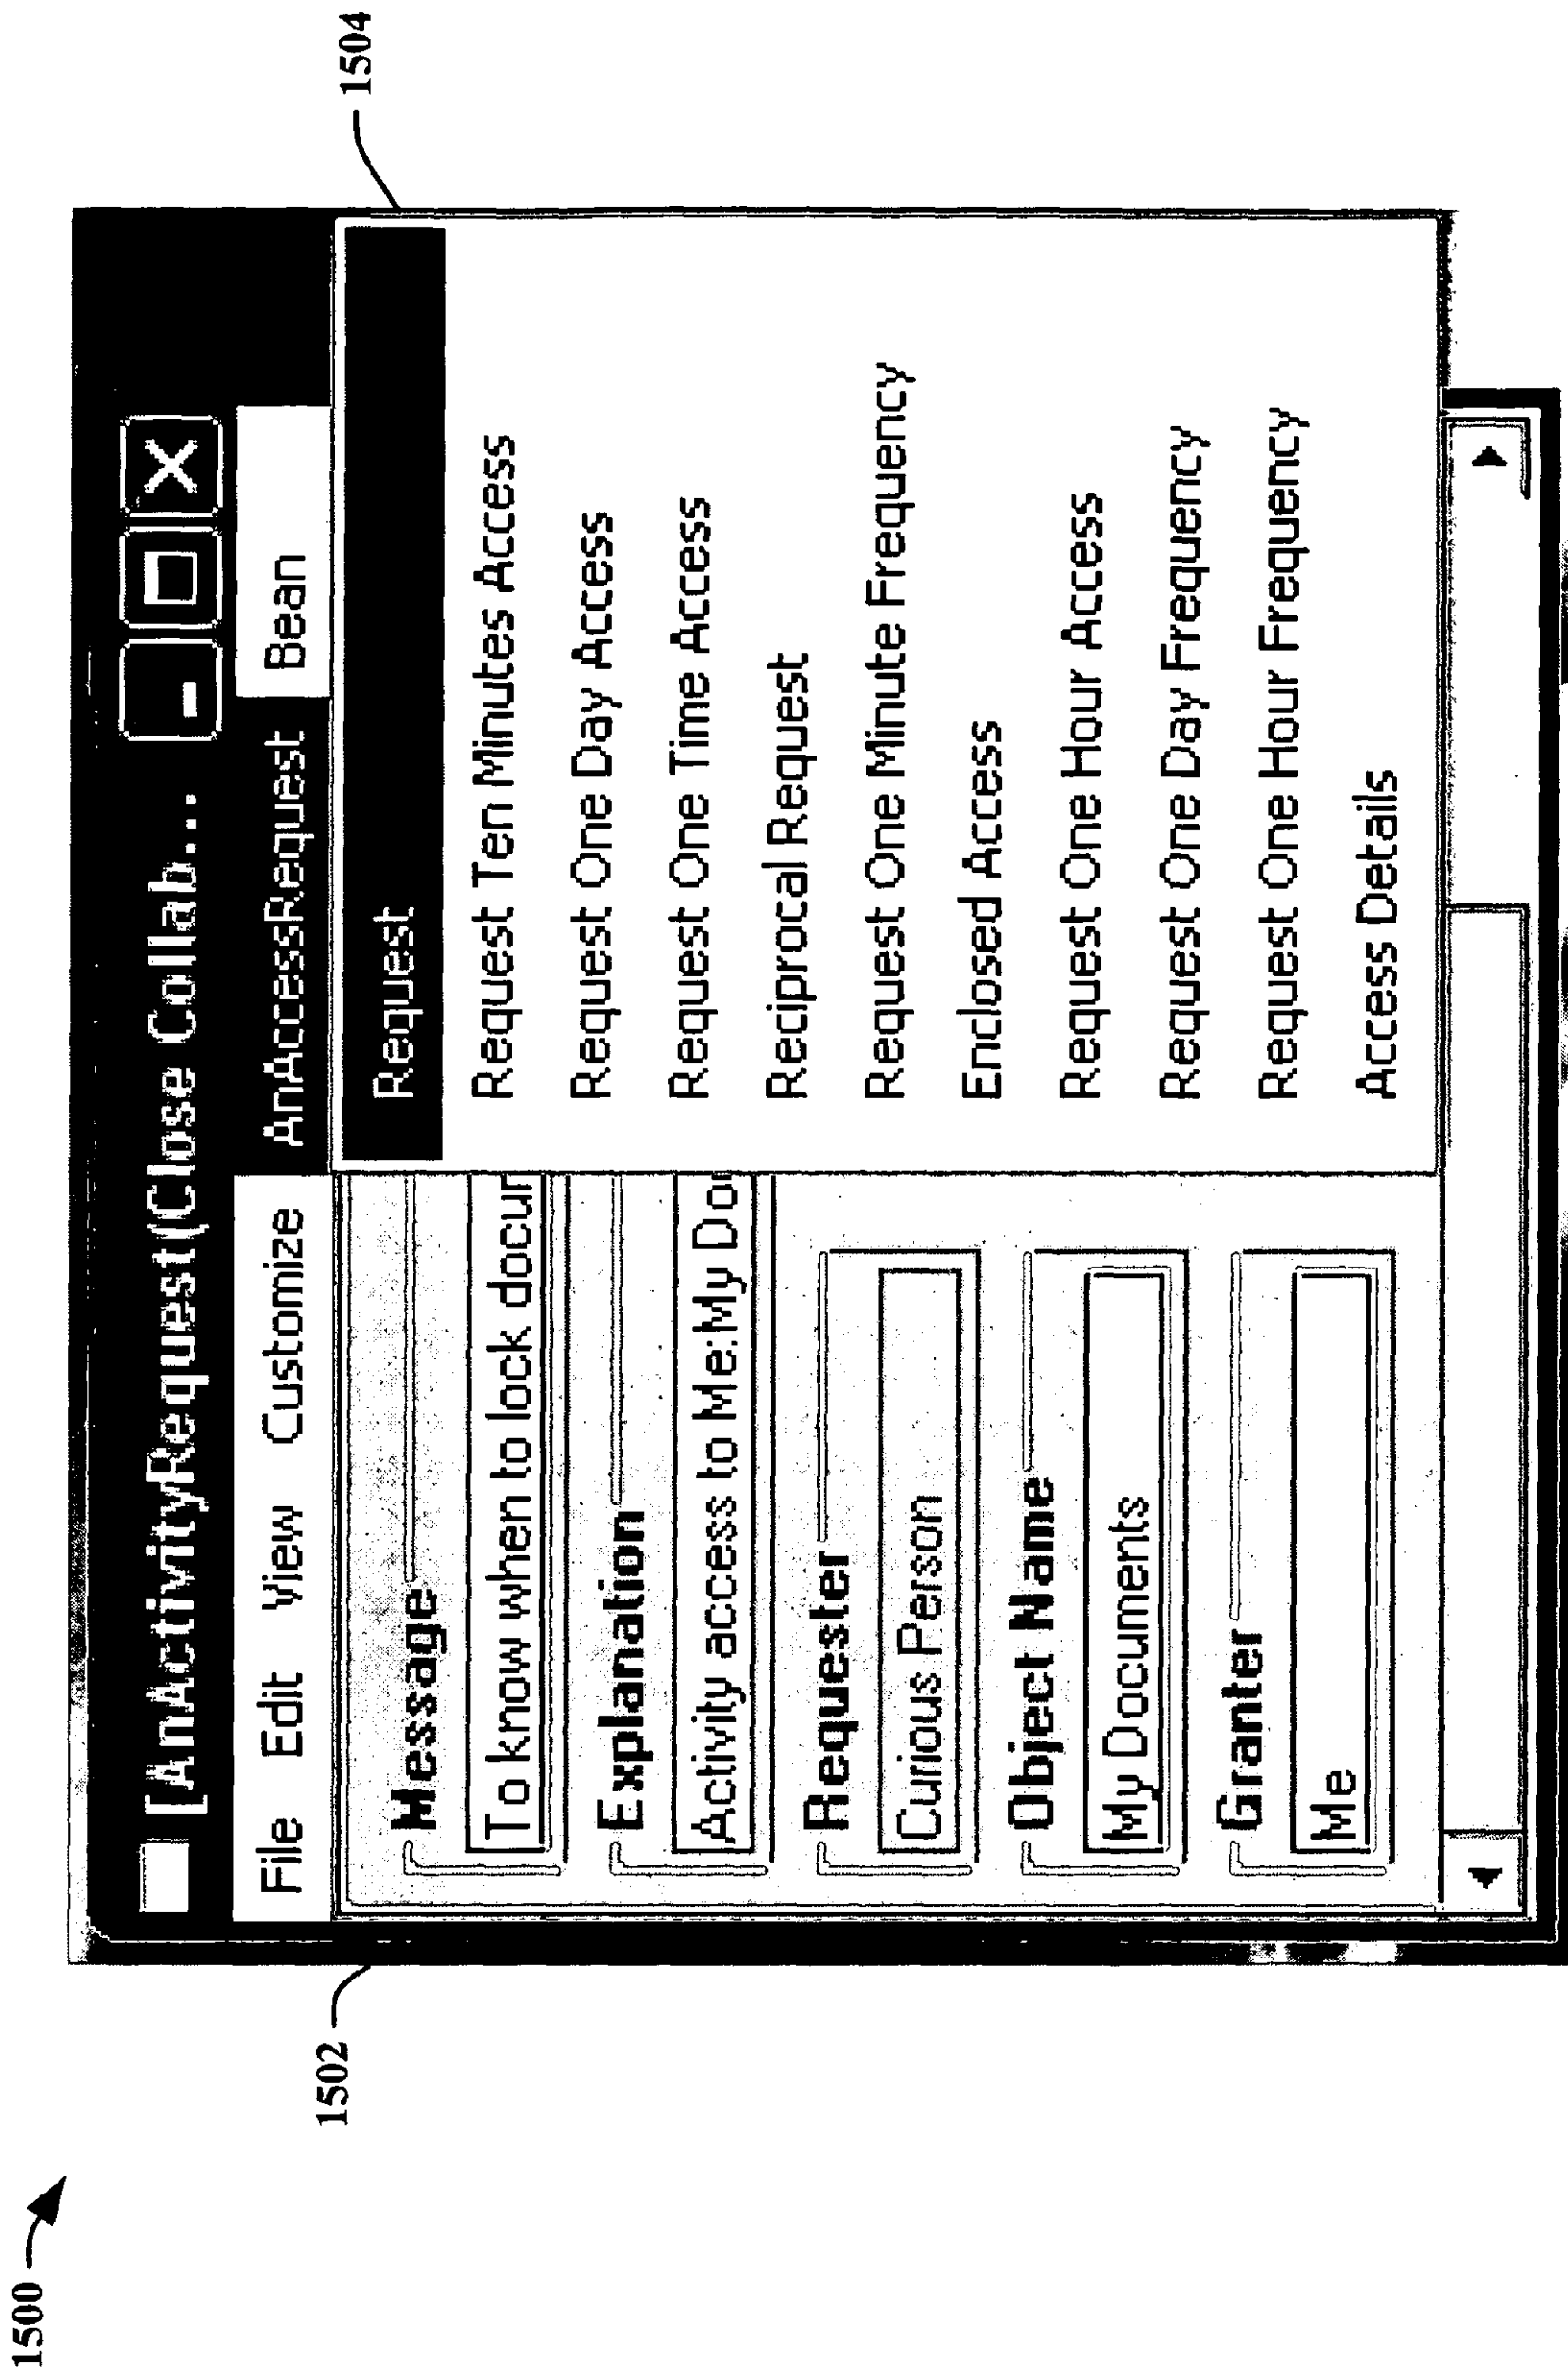 1500
1502
1504
[AnActivityRequest(Close Collab...
File Edit View Customize AnAccessRequest Bean
Message
To know when to lock docur
Explanation
Activity access to Me:My Do
Requester
Curious Person
Object Name
My Documents
Granter
Me
Request
Request Ten Minutes Access
Request One Day Access
Request One Time Access
Reciprocal Request
Request One Minute Frequency
Enclosed Access
Request One Hour Access
Request One Day Frequency
Request One Hour Frequency
Access Details